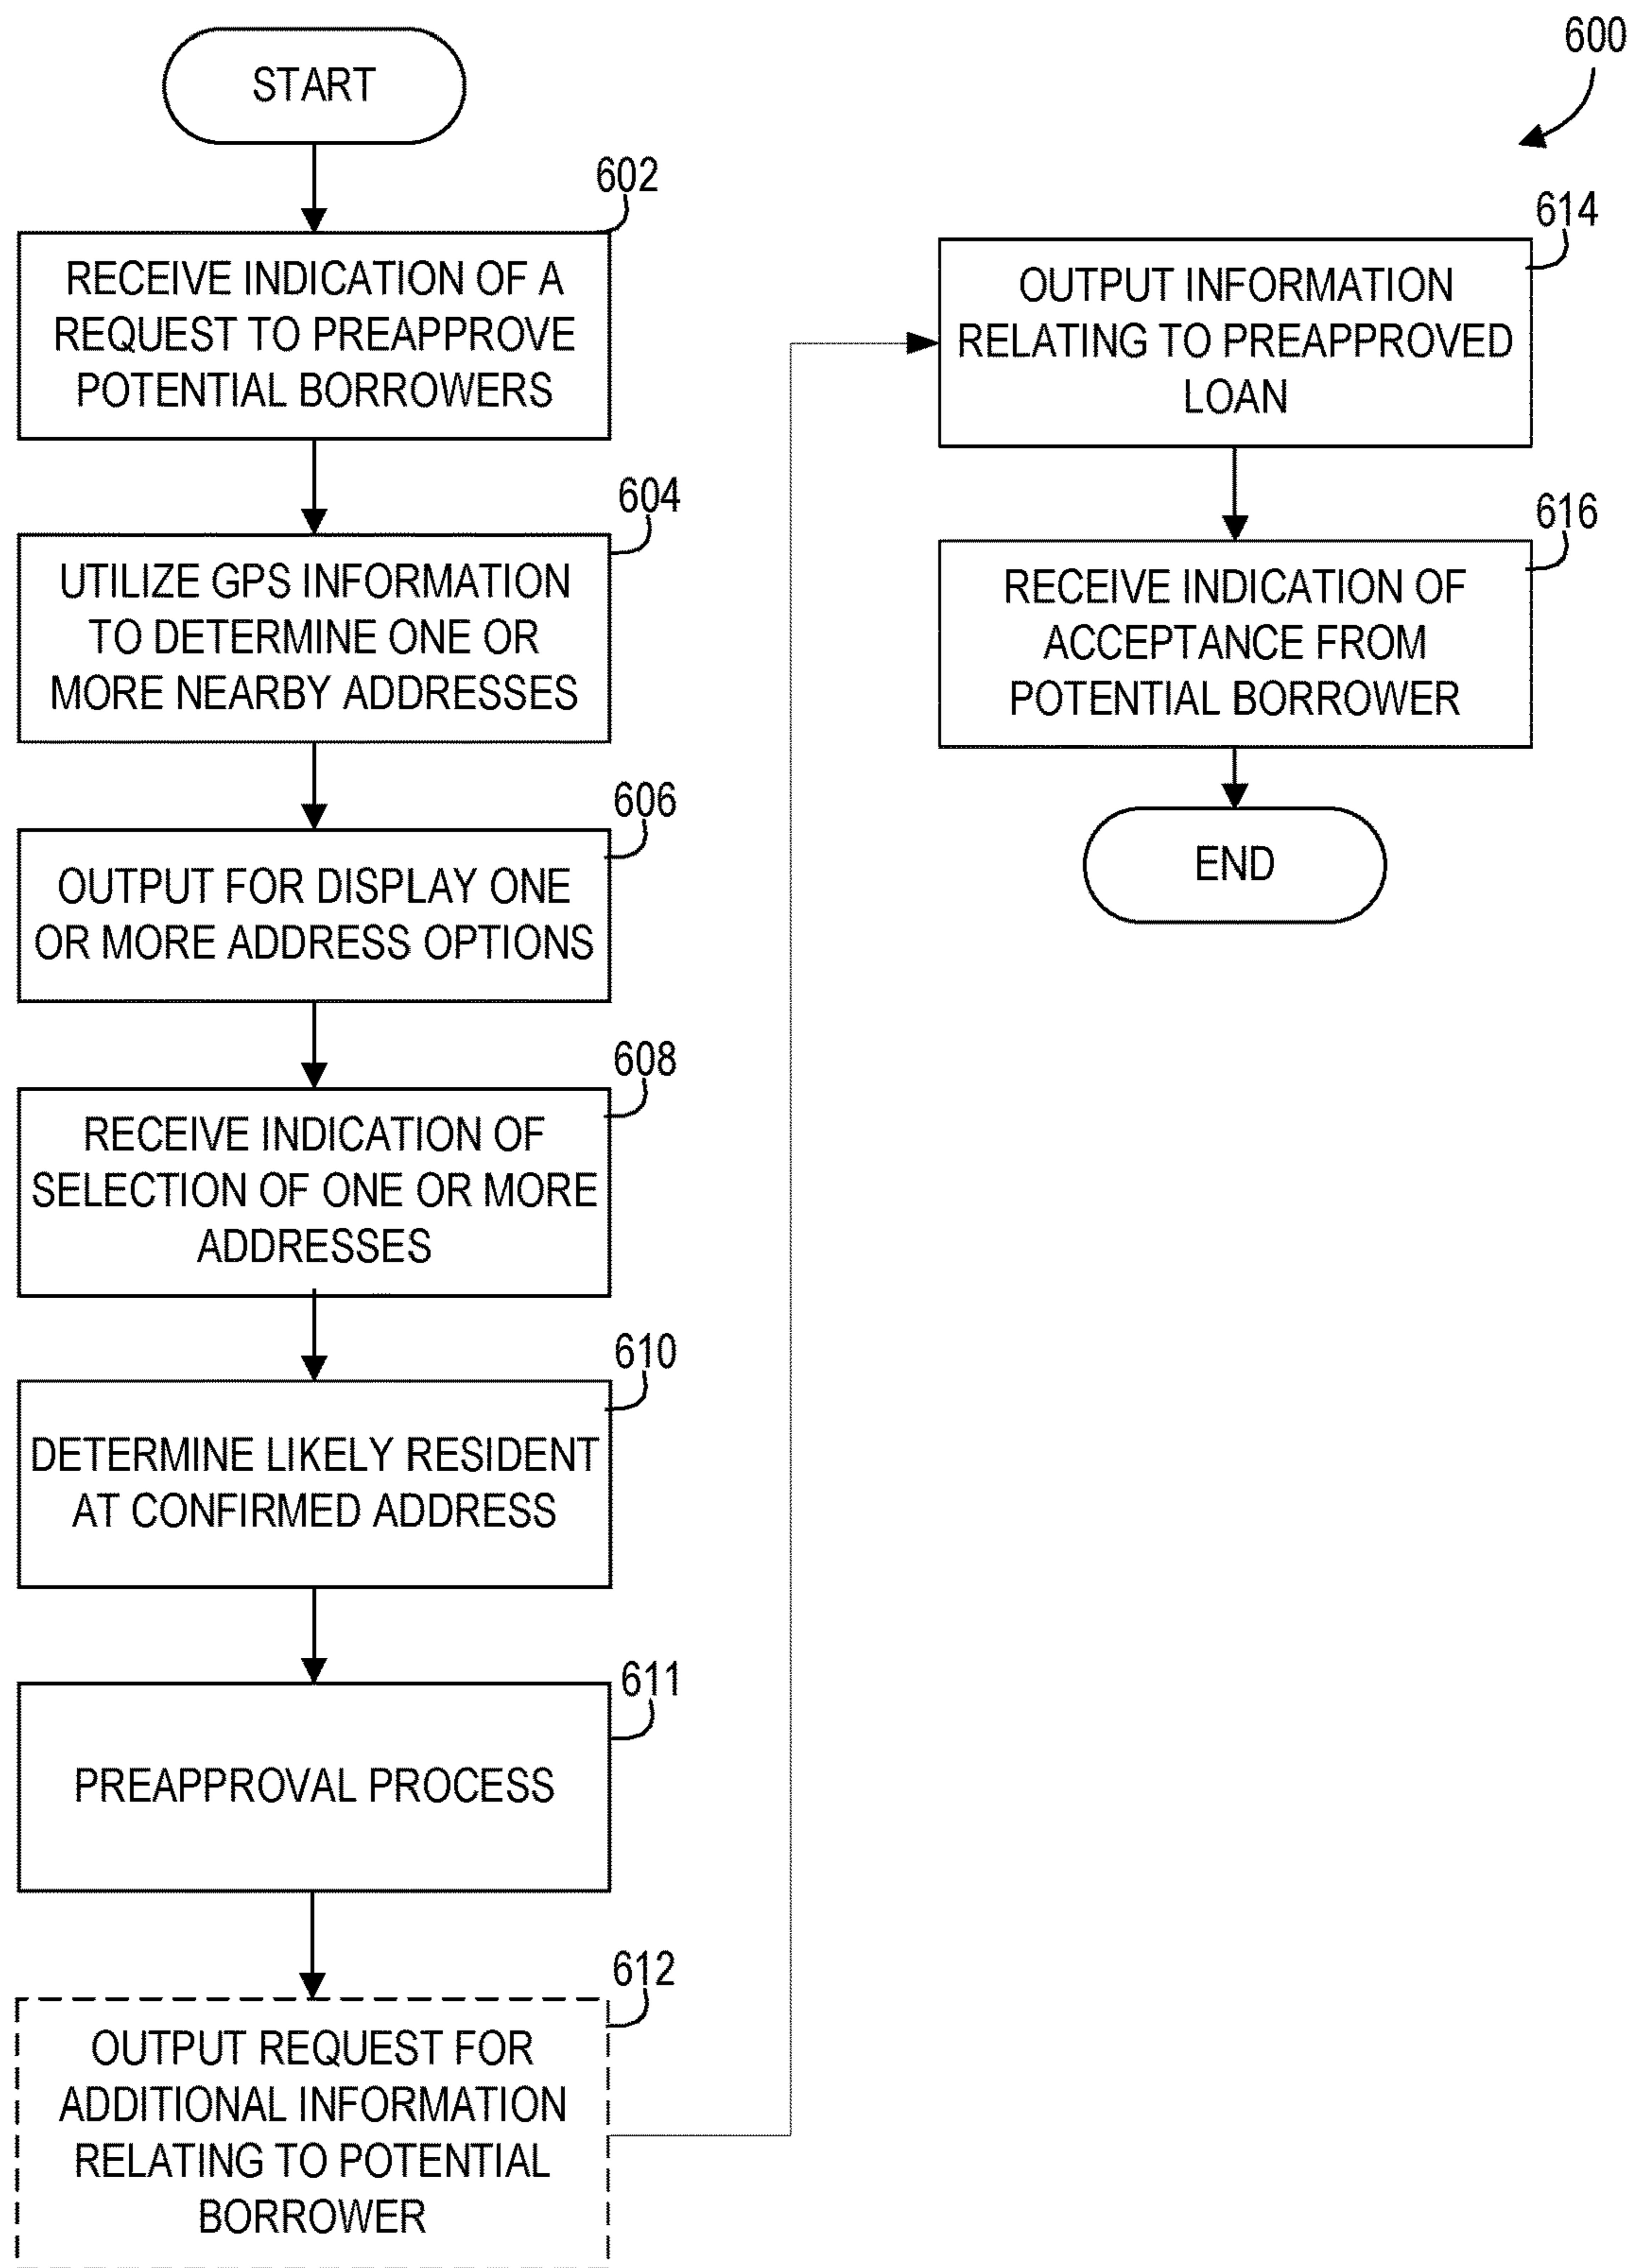 START
602
RECEIVE INDICATION OF A
REQUEST TO PREAPPROVE
POTENTIAL BORROWERS
604
UTILIZE GPS INFORMATION
TO DETERMINE ONE OR
MORE NEARBY ADDRESSES
606
OUTPUT FOR DISPLAY ONE
OR MORE ADDRESS OPTIONS
608
RECEIVE INDICATION OF
SELECTION OF ONE OR MORE
ADDRESSES
610
DETERMINE LIKELY RESIDENT
AT CONFIRMED ADDRESS
611
PREAPPROVAL PROCESS
612
OUTPUT REQUEST FOR
ADDITIONAL INFORMATION
RELATING TO POTENTIAL
BORROWER
600
614
OUTPUT INFORMATION
RELATING TO PREAPPROVED
LOAN
616
RECEIVE INDICATION OF
ACCEPTANCE FROM
POTENTIAL BORROWER
END